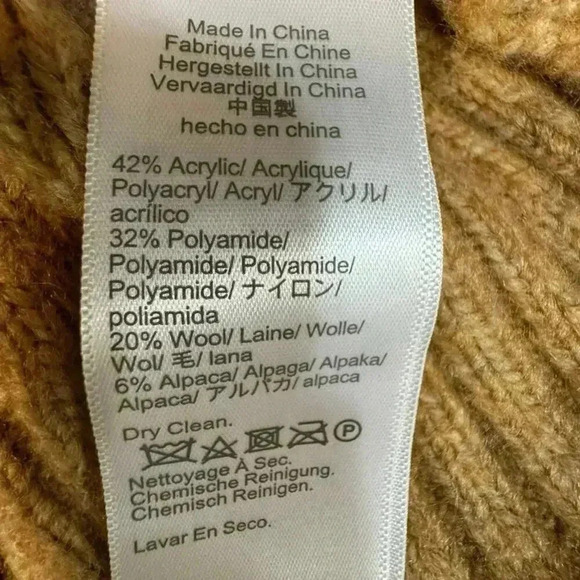 Made In China
Fabriqué En Chine
Hergestellt In China
Vervaardigd In China
中国製
hecho en china
42% Acrylic/ Acrylique/
Polyacryl/ Acryl/ アクリル/
acrílico
32% Polyamide/
Polyamide/ Polyamide/
Polyamide/ ナイロン/
poliamida
20% Wool/ Laine/ Wolle/
Wol/ 毛/ lana
6% Alpaca/ Alpaga/ Alpaka/
Alpaca/ アルパカ/ alpaca
Dry Clean.
P
Nettoyage À Sec.
Chemische Reinigung.
Chemisch Reinigen.
Lavar En Seco.